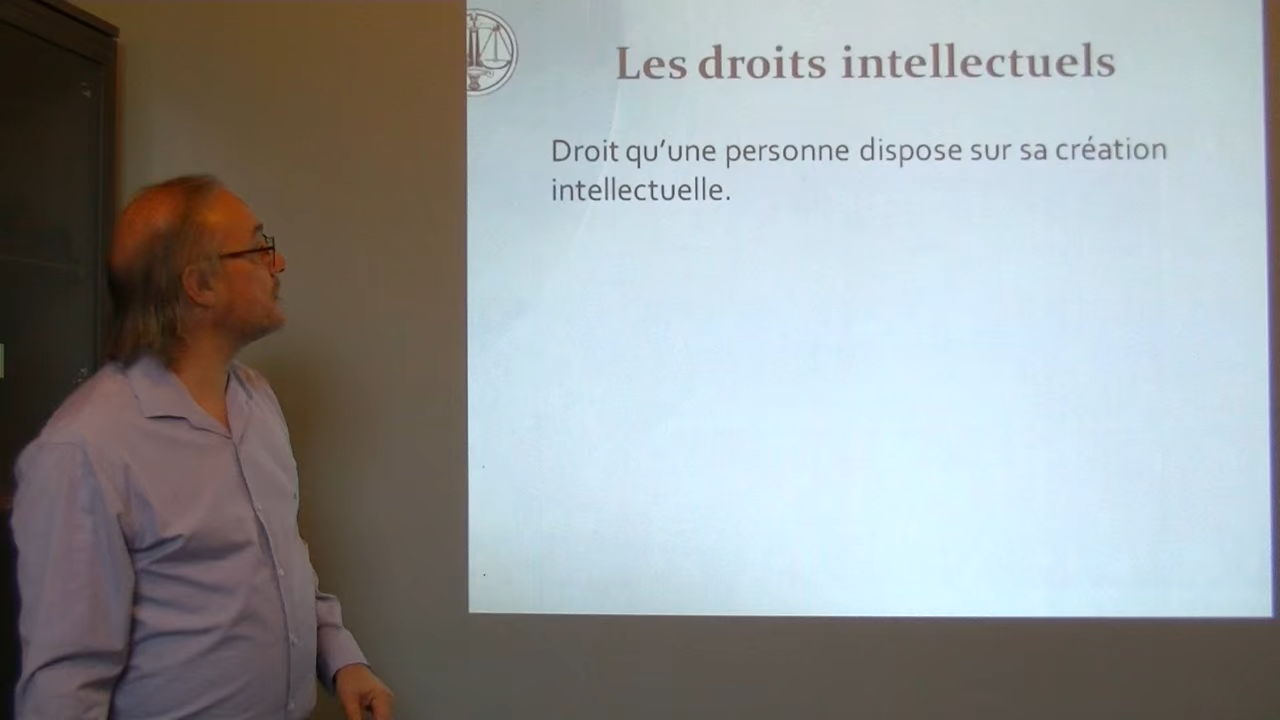 Les droits intellectuels
Droit qu'une personne dispose sur sa création
intellectuelle.